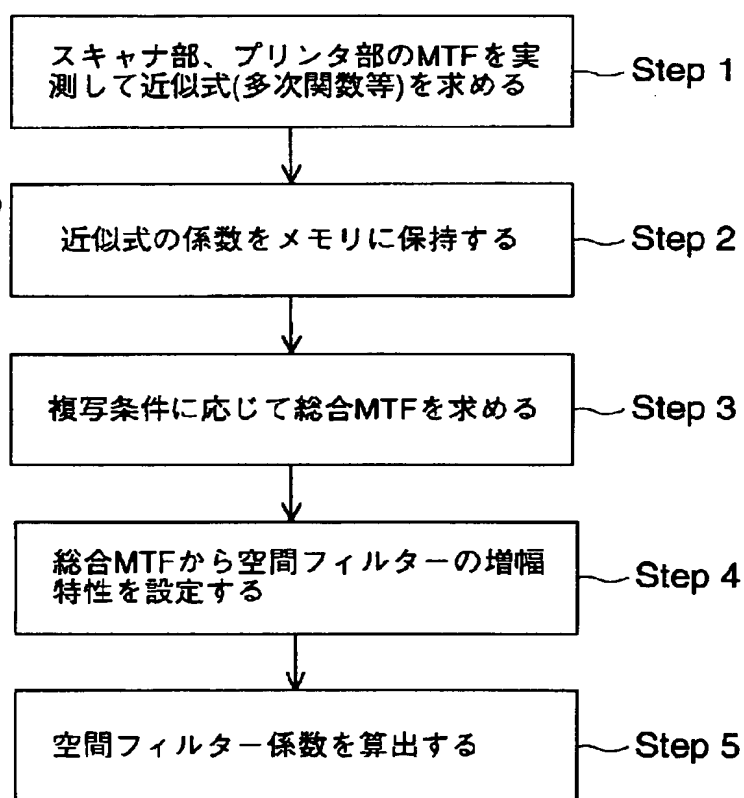 スキャナ部、プリンタ部のMTFを実
測して近似式(多次関数等)を求める
Step 1
近似式の係数をメモリに保持する
Step 2
複写条件に応じて総合MTFを求める
Step 3
総合MTFから空間フィルターの増幅
特性を設定する
Step 4
空間フィルター係数を算出する
Step 5